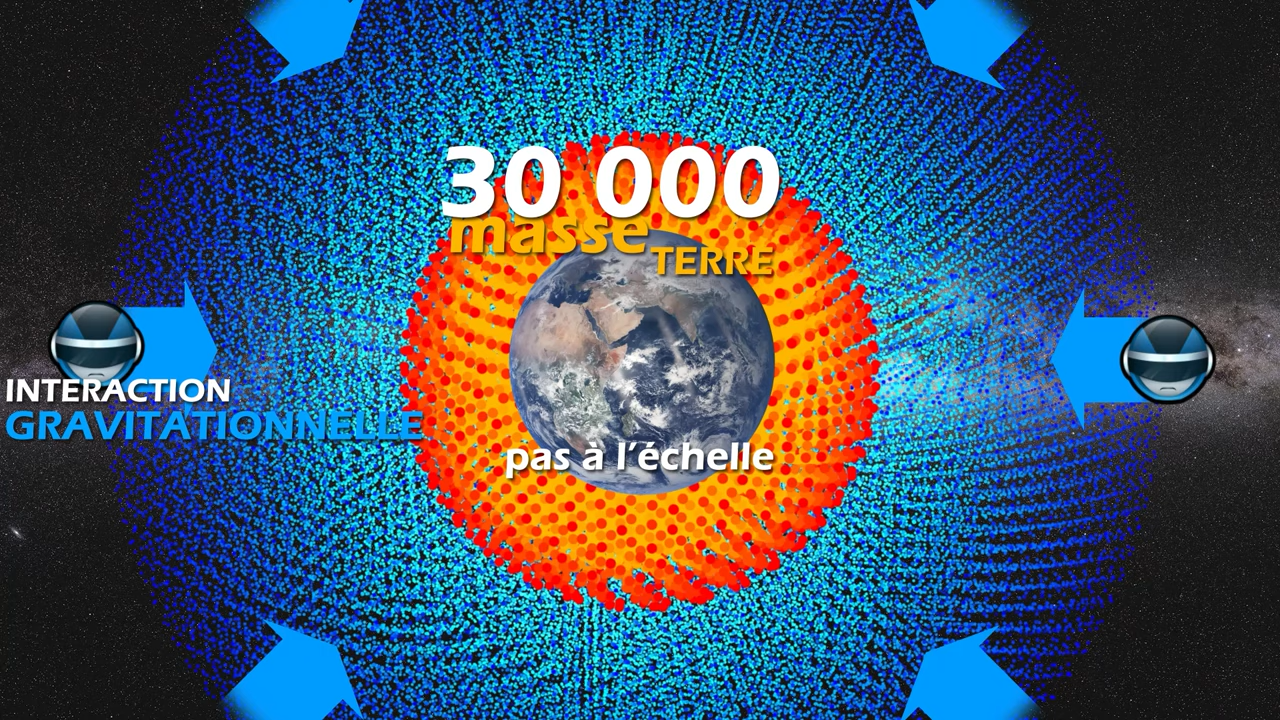 30 000
masse TERRE
INTERACTION
GRAVITATIONNELLE
pas à l'échelle